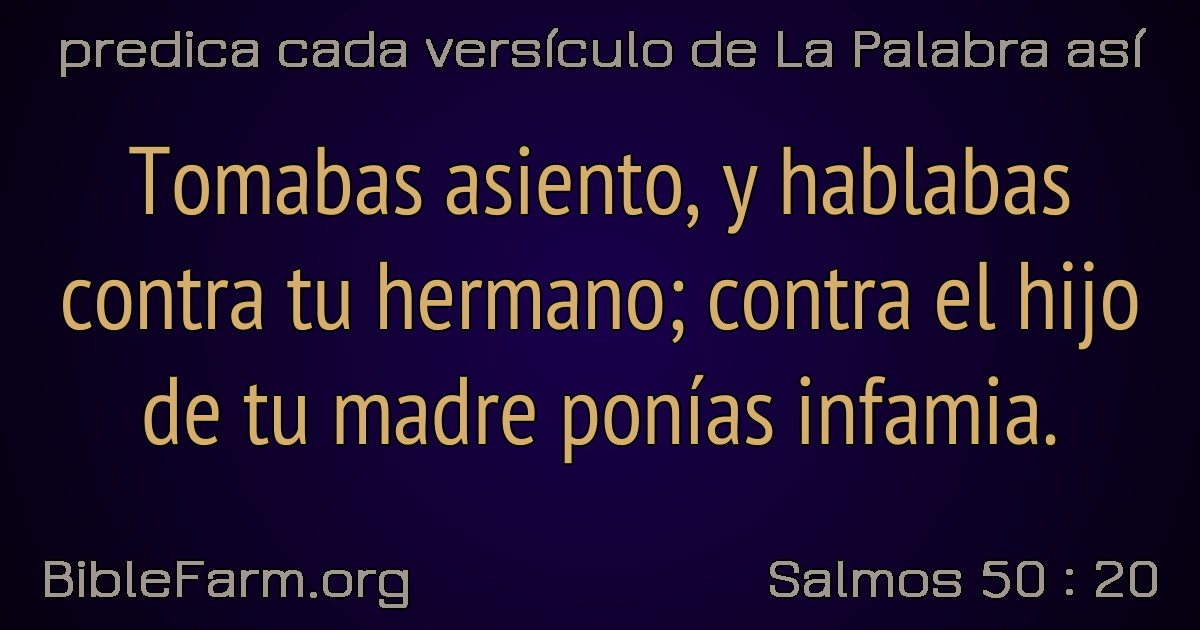 predica cada versículo de La Palabra así
Tomabas asiento, y hablabas
contra tu hermano; contra el hijo
de tu madre ponías infamia.
BibleFarm.org
Salmos 50 : 20